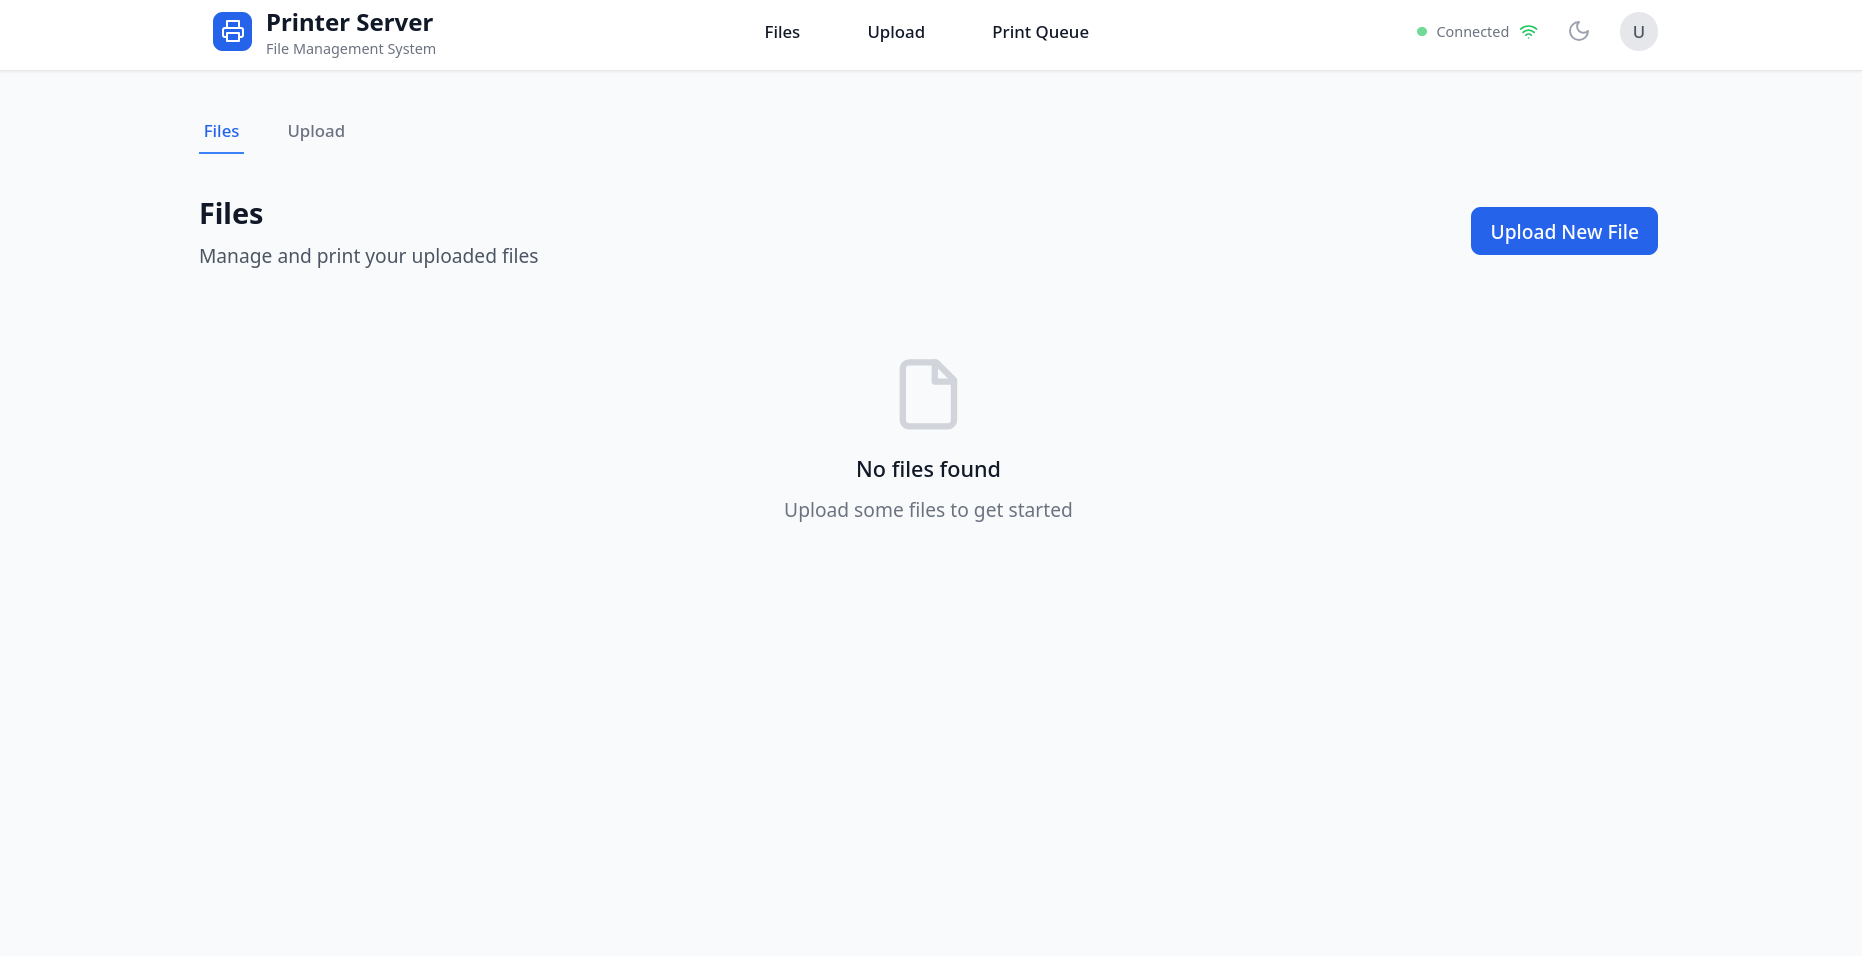 Printer Server
File Management System
Files
Upload
Print Queue
Connected
U
Files
Upload
Files
Manage and print your uploaded files
Upload New File
No files found
Upload some files to get started